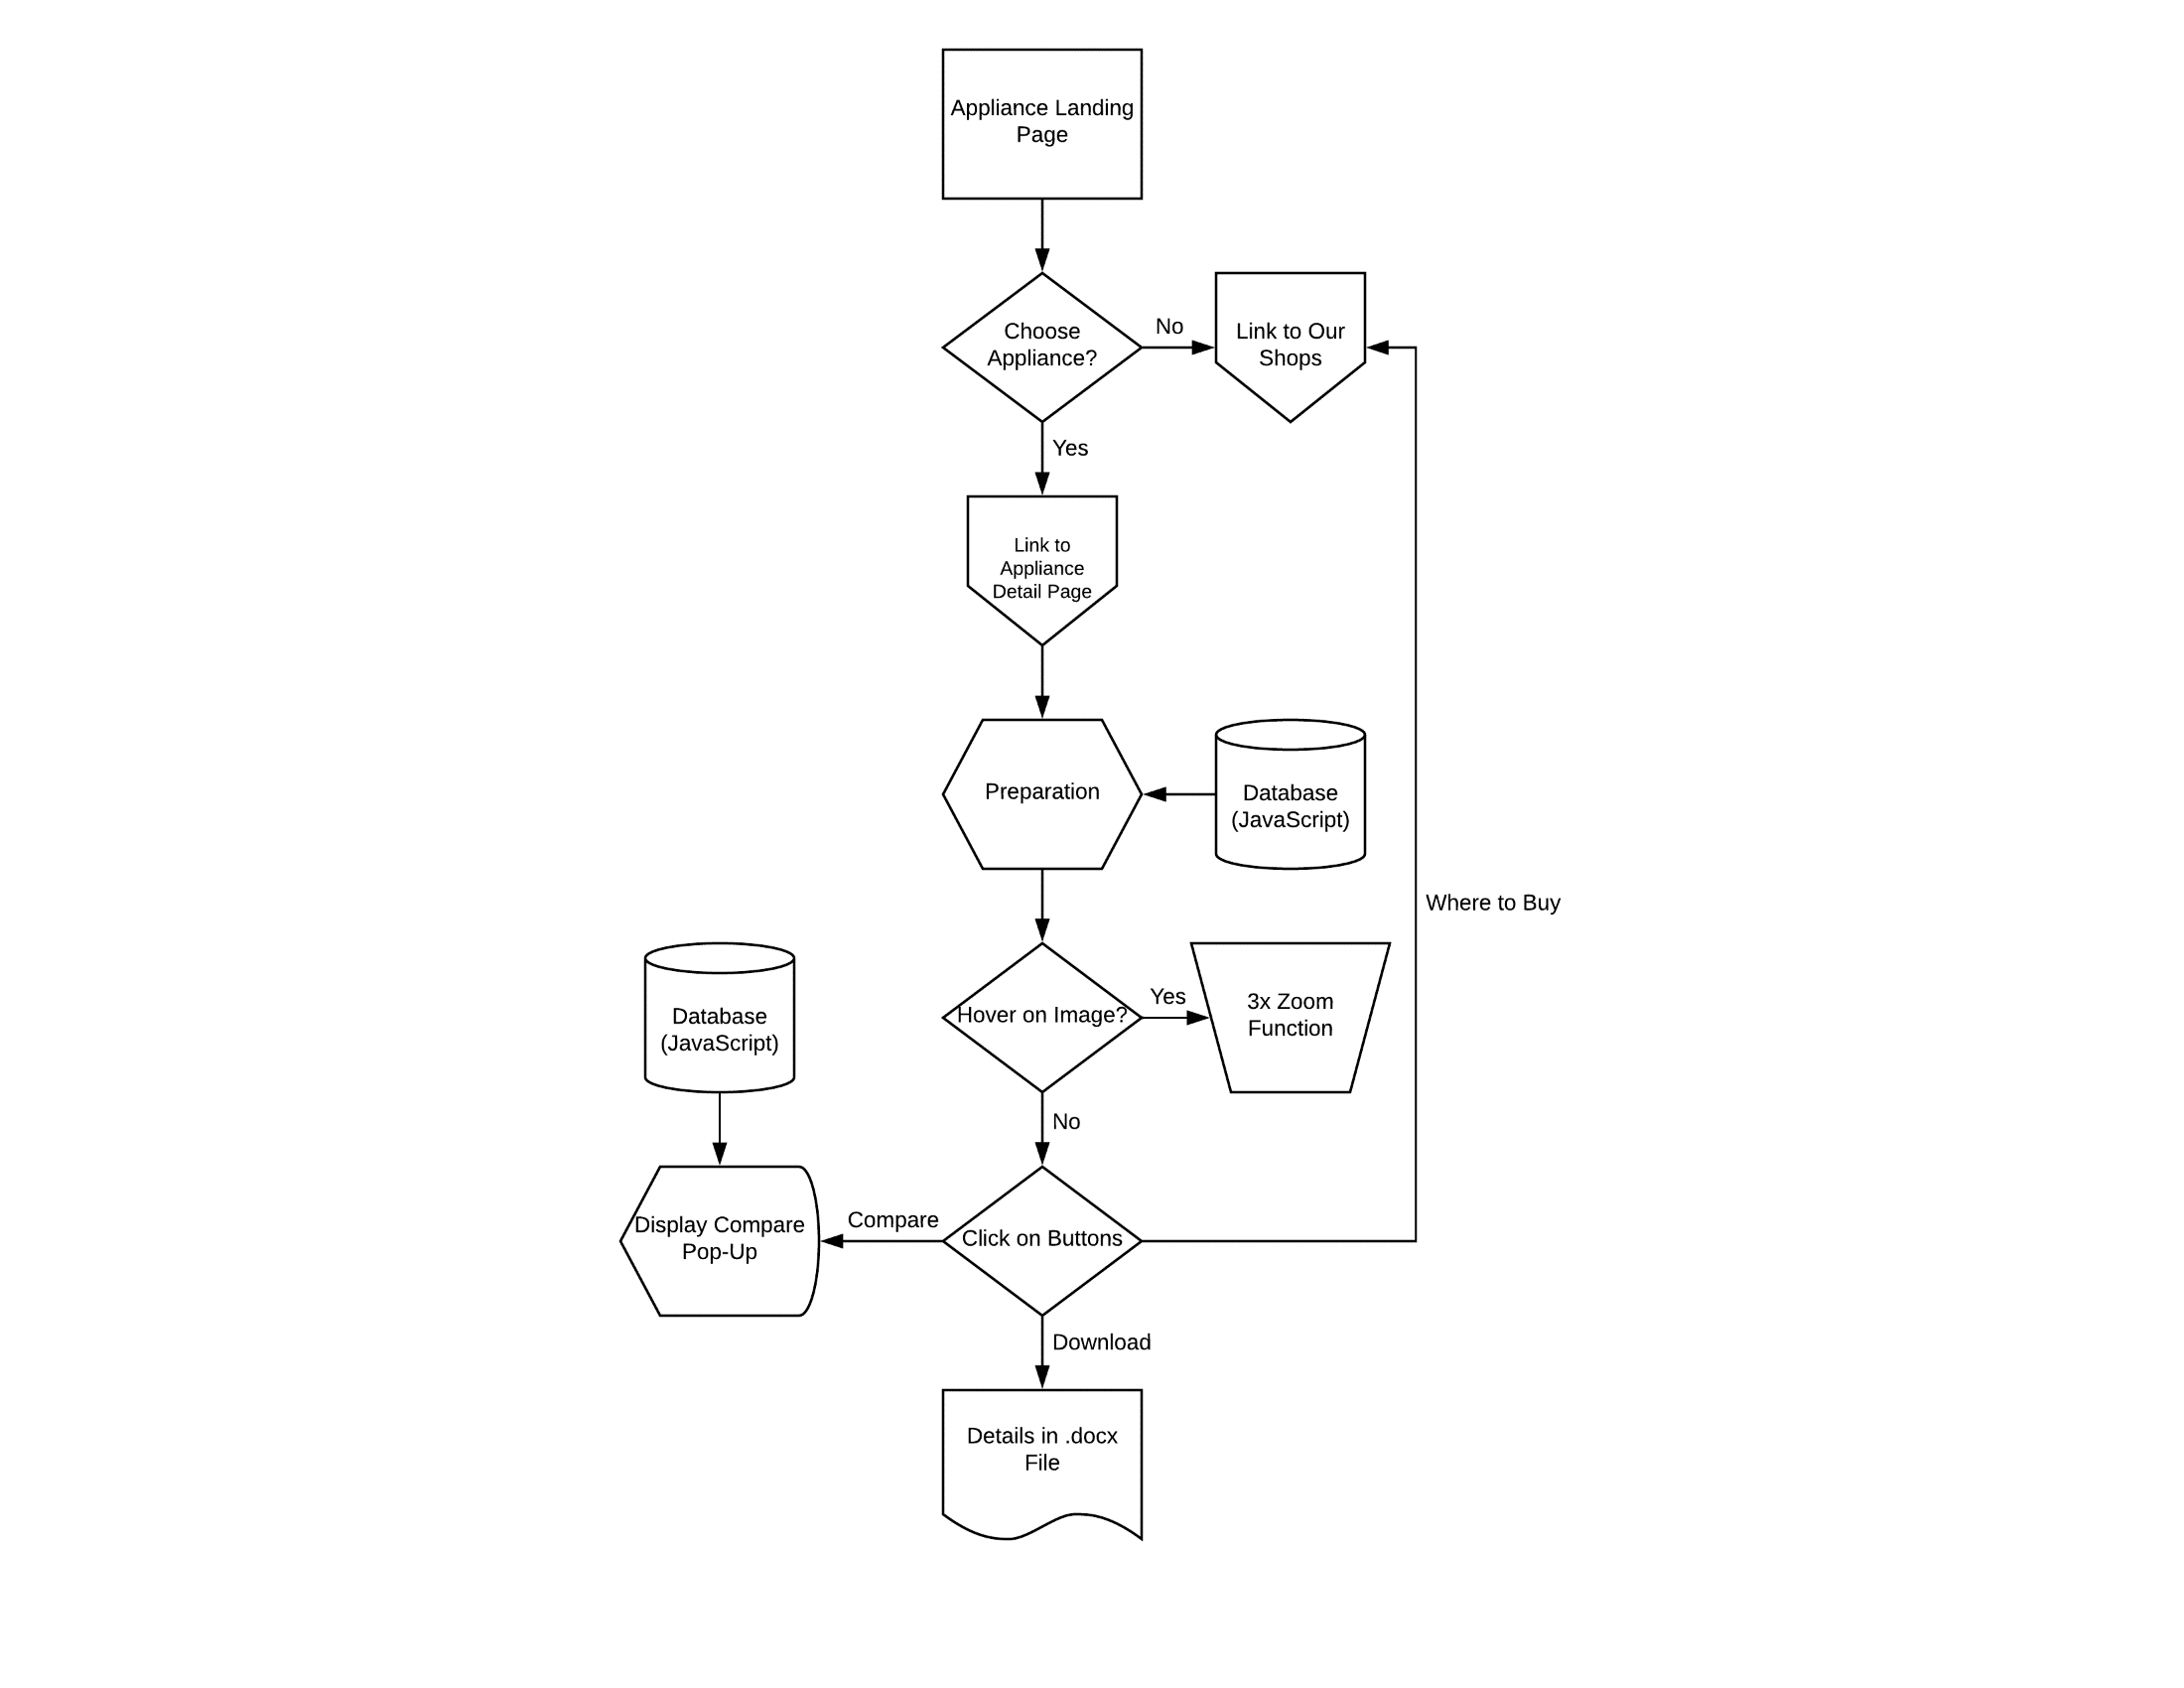 Appliance Landing
Page
Choose
Appliance?
No
Link to Our
Shops
Yes
Link to
Appliance
Detail Page
Preparation
Database
(JavaScript)
Where to Buy
Database
(JavaScript)
Hover on Image?
Yes
3x Zoom
Function
No
Display Compare
Pop-Up
Compare
Click on Buttons
Download
Details in .docx
File